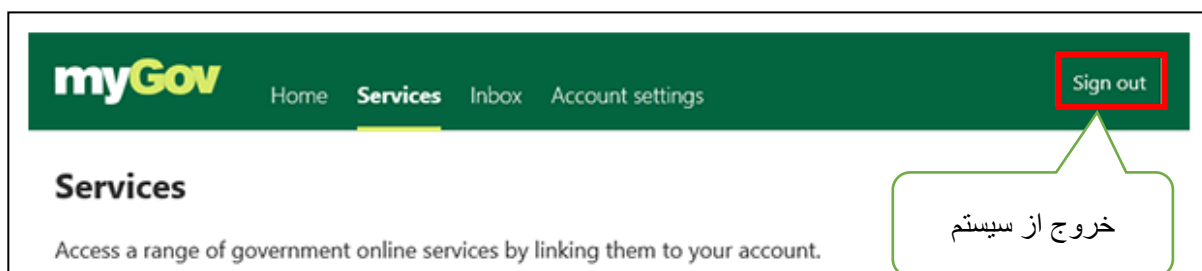 myGov Home Services Inbox Account settings Sign out
Services
خروج از سیستم
Access a range of government online services by linking them to your account.